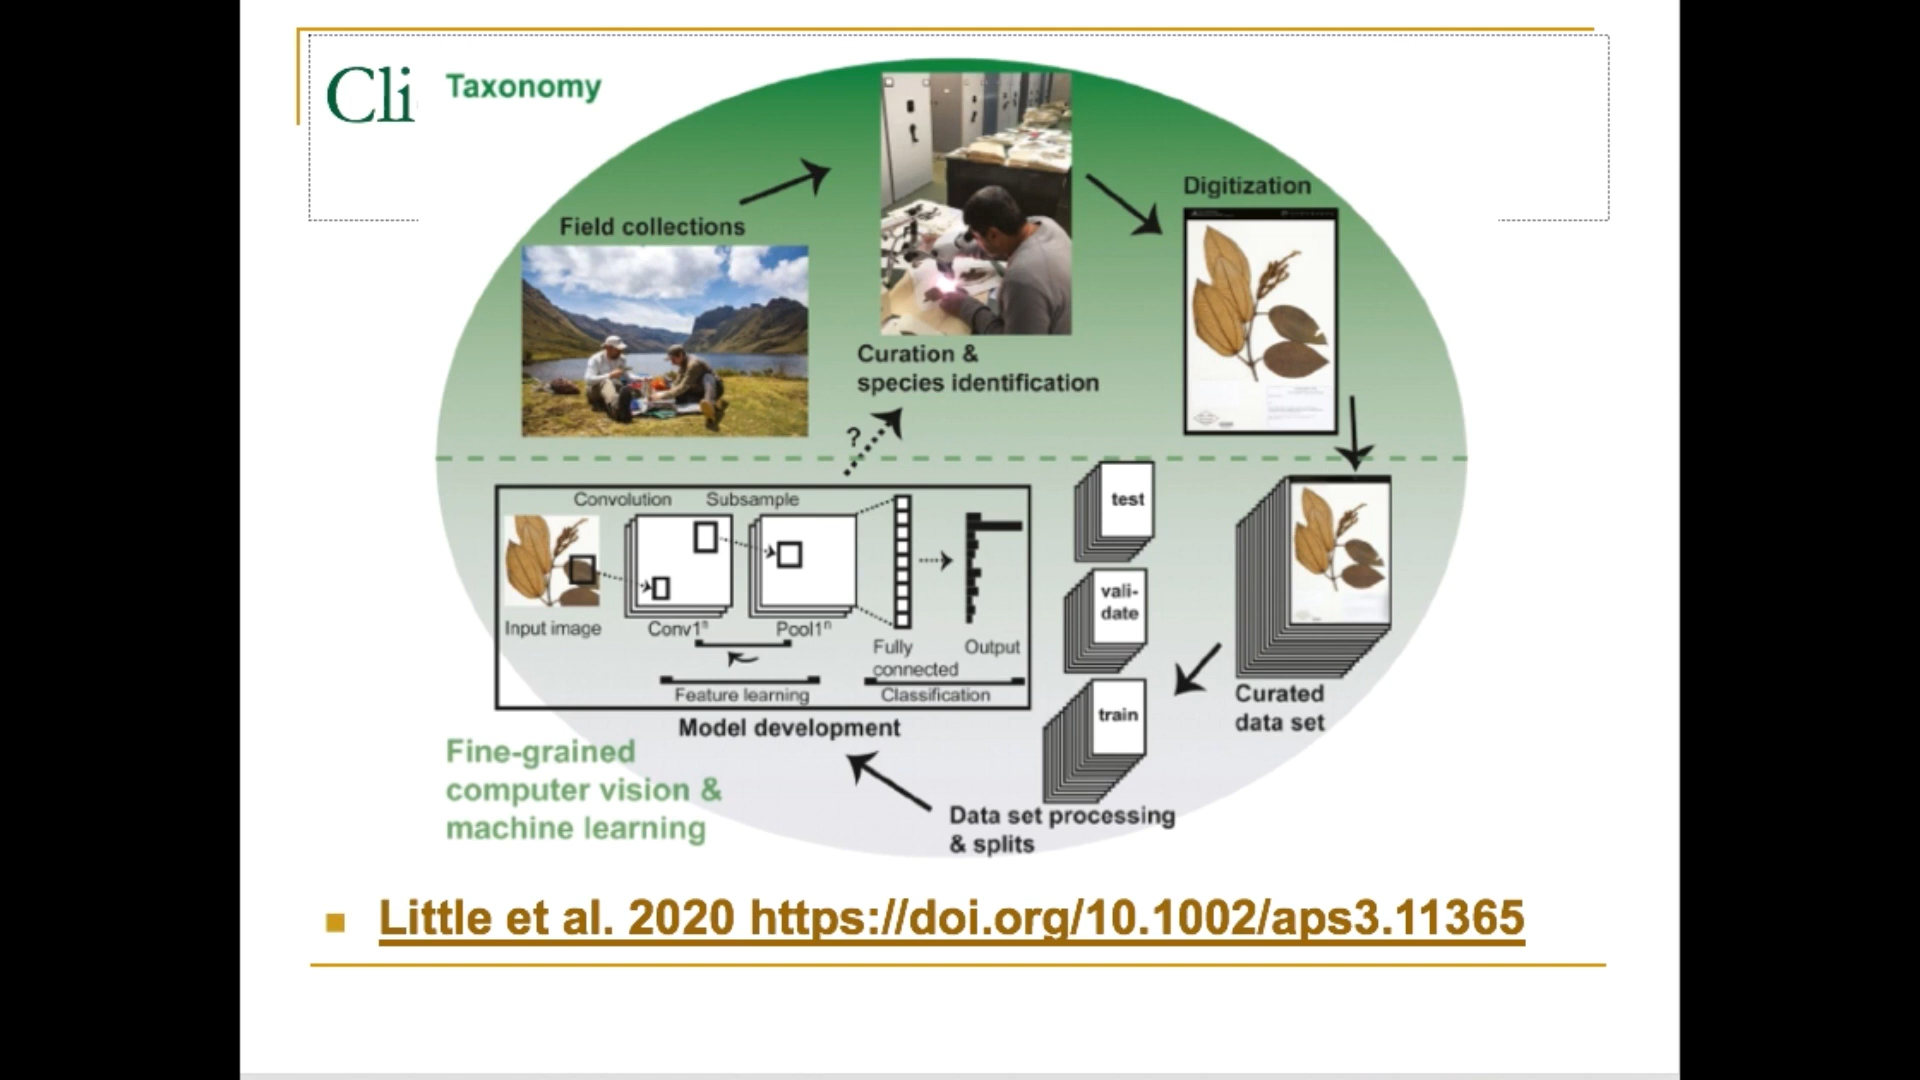 Cli
Taxonomy
Digitization
Field collections
Curation &
species identification
?
Convolution Subsample
test
vali-
date
Input image Conv1ⁿ Pool1ⁿ
Fully
connected
Output
Feature learning Classification
train
Curated
data set
Model development
Fine-grained
computer vision &
machine learning
Data set processing
& splits
Little et al. 2020 https://doi.org/10.1002/aps3.11365